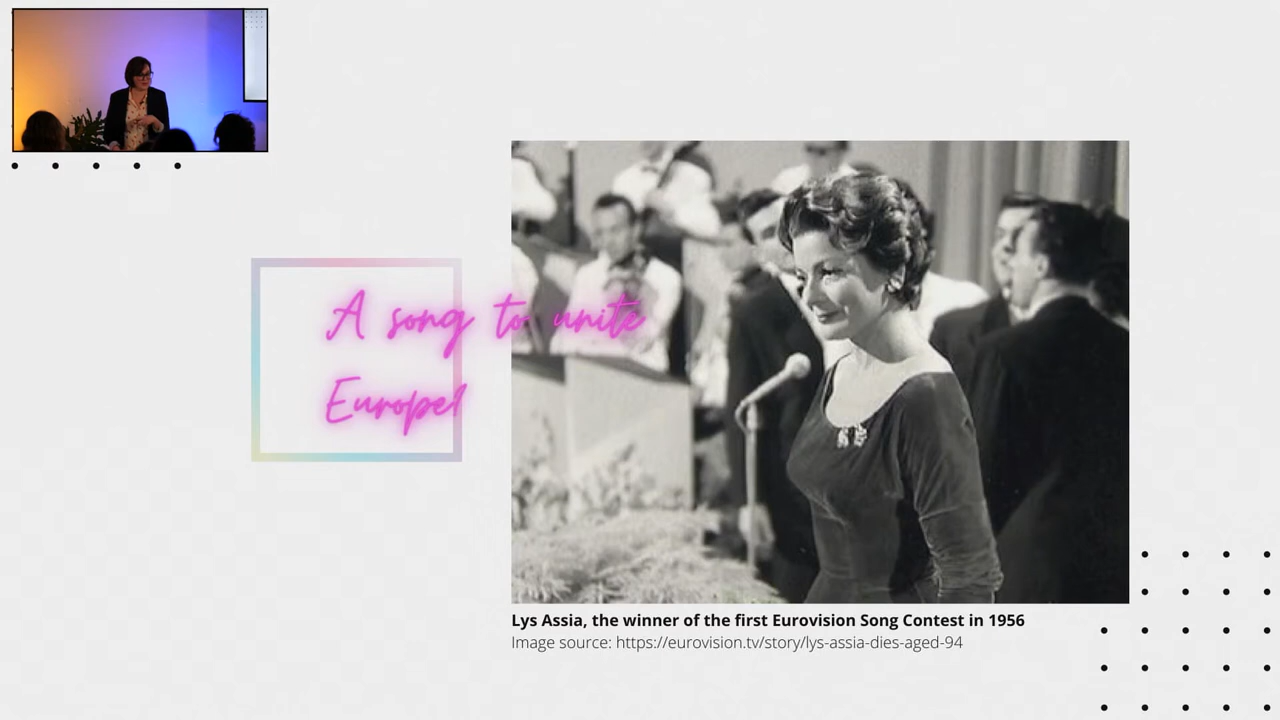 A song to unite
Europe!
Lys Assia, the winner of the first Eurovision Song Contest in 1956
Image source: https://eurovision.tv/story/lys-assia-dies-aged-94